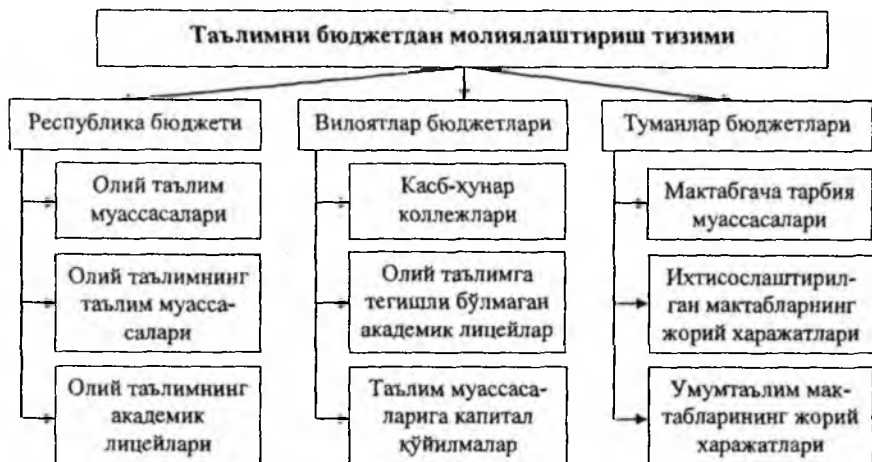 Таълимни бюджетдан молиялаштириш тизими
Республика бюджети
Олий таълим
муассасалари
Олий таълимнинг
таълим муасса-
салари
Олий таълимнинг
академик
лицейлари
Вилоятлар бюджетлари
Касб-ҳунар
коллежлари
Олий таълимга
тегишли бўлмаган
академик лицейлар
Таълим муассаса-
ларига капитал
қўйилмалар
Туманлар бюджетлари
Мактабгача тарбия
муассасалари
Ихтисослаштирил-
ган мактабларнинг
жорий харажатлари
Умумтаълим мак-
табларининг жорий
харажатлари